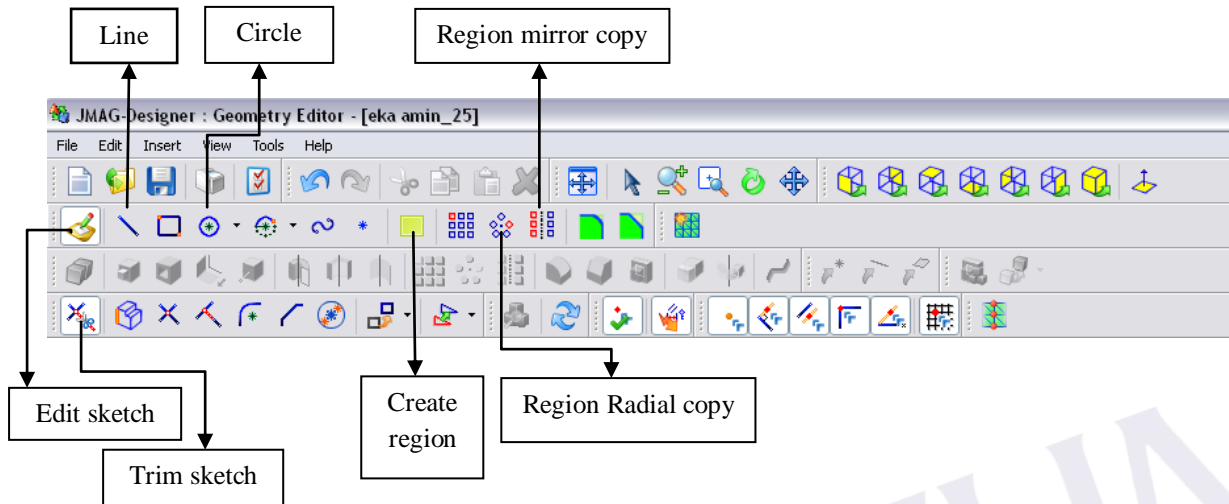 Line
Circle
Region mirror copy
JMAG-Designer : Geometry Editor - [eka amin_25]
File Edit Insert View Tools Help
Edit sketch
Create
region
Region Radial copy
Trim sketch